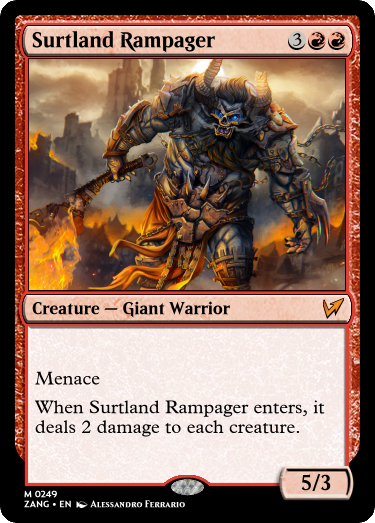 Surtland Rampager 3
Creature — Giant Warrior
Menace
When Surtland Rampager enters, it
deals 2 damage to each creature.
5/3
M 0249
ZANG • EN Alessandro Ferrario